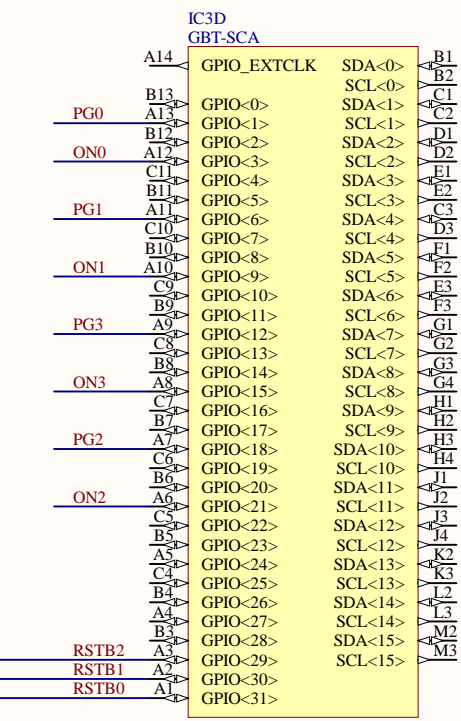 IC3D
GBT-SCA
A14 GPIO_EXTCLK SDA<0> B1
SCL<0> B2
B13 GPIO<0> SDA<1> C1
PG0 A13 GPIO<1> SCL<1> C2
B12 GPIO<2> SDA<2> D1
ON0 A12 GPIO<3> SCL<2> D2
C11 GPIO<4> SDA<3> E1
B11 GPIO<5> SCL<3> E2
PG1 A11 GPIO<6> SDA<4> C3
C10 GPIO<7> SCL<4> D3
B10 GPIO<8> SDA<5> F1
ON1 A10 GPIO<9> SCL<5> F2
C9 GPIO<10> SDA<6> E3
B9 GPIO<11> SCL<6> F3
PG3 A9 GPIO<12> SDA<7> G1
C8 GPIO<13> SCL<7> G2
B8 GPIO<14> SDA<8> G3
ON3 A8 GPIO<15> SCL<8> G4
C7 GPIO<16> SDA<9> H1
B7 GPIO<17> SCL<9> H2
PG2 A7 GPIO<18> SDA<10> H3
C6 GPIO<19> SCL<10> H4
B6 GPIO<20> SDA<11> J1
ON2 A6 GPIO<21> SCL<11> J2
C5 GPIO<22> SDA<12> J3
B5 GPIO<23> SCL<12> J4
A5 GPIO<24> SDA<13> K2
C4 GPIO<25> SCL<13> K3
B4 GPIO<26> SDA<14> L2
A4 GPIO<27> SCL<14> L3
B3 GPIO<28> SDA<15> M2
RSTB2 A3 GPIO<29> SCL<15> M3
RSTB1 A2 GPIO<30>
RSTB0 A1 GPIO<31>